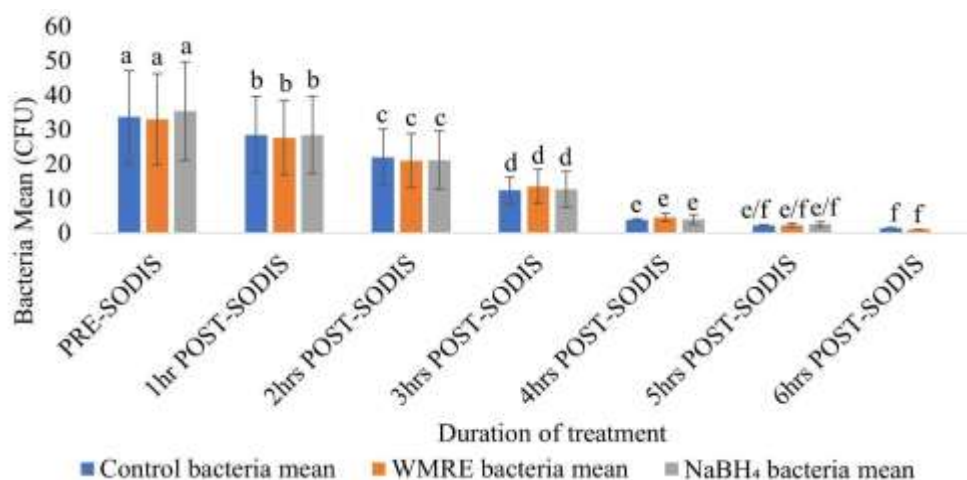 60
50
40
30
20
10
0
Bacteria Mean (CFU)
a a a
b b b
c c c
d d d
e e e
e/f e/f e/f
f f
PRE-SODIS
1hr POST-SODIS
2hrs POST-SODIS
3hrs POST-SODIS
4hrs POST-SODIS
5hrs POST-SODIS
6hrs POST-SODIS
Duration of treatment
Control bacteria mean WMRE bacteria mean NaBH₄ bacteria mean